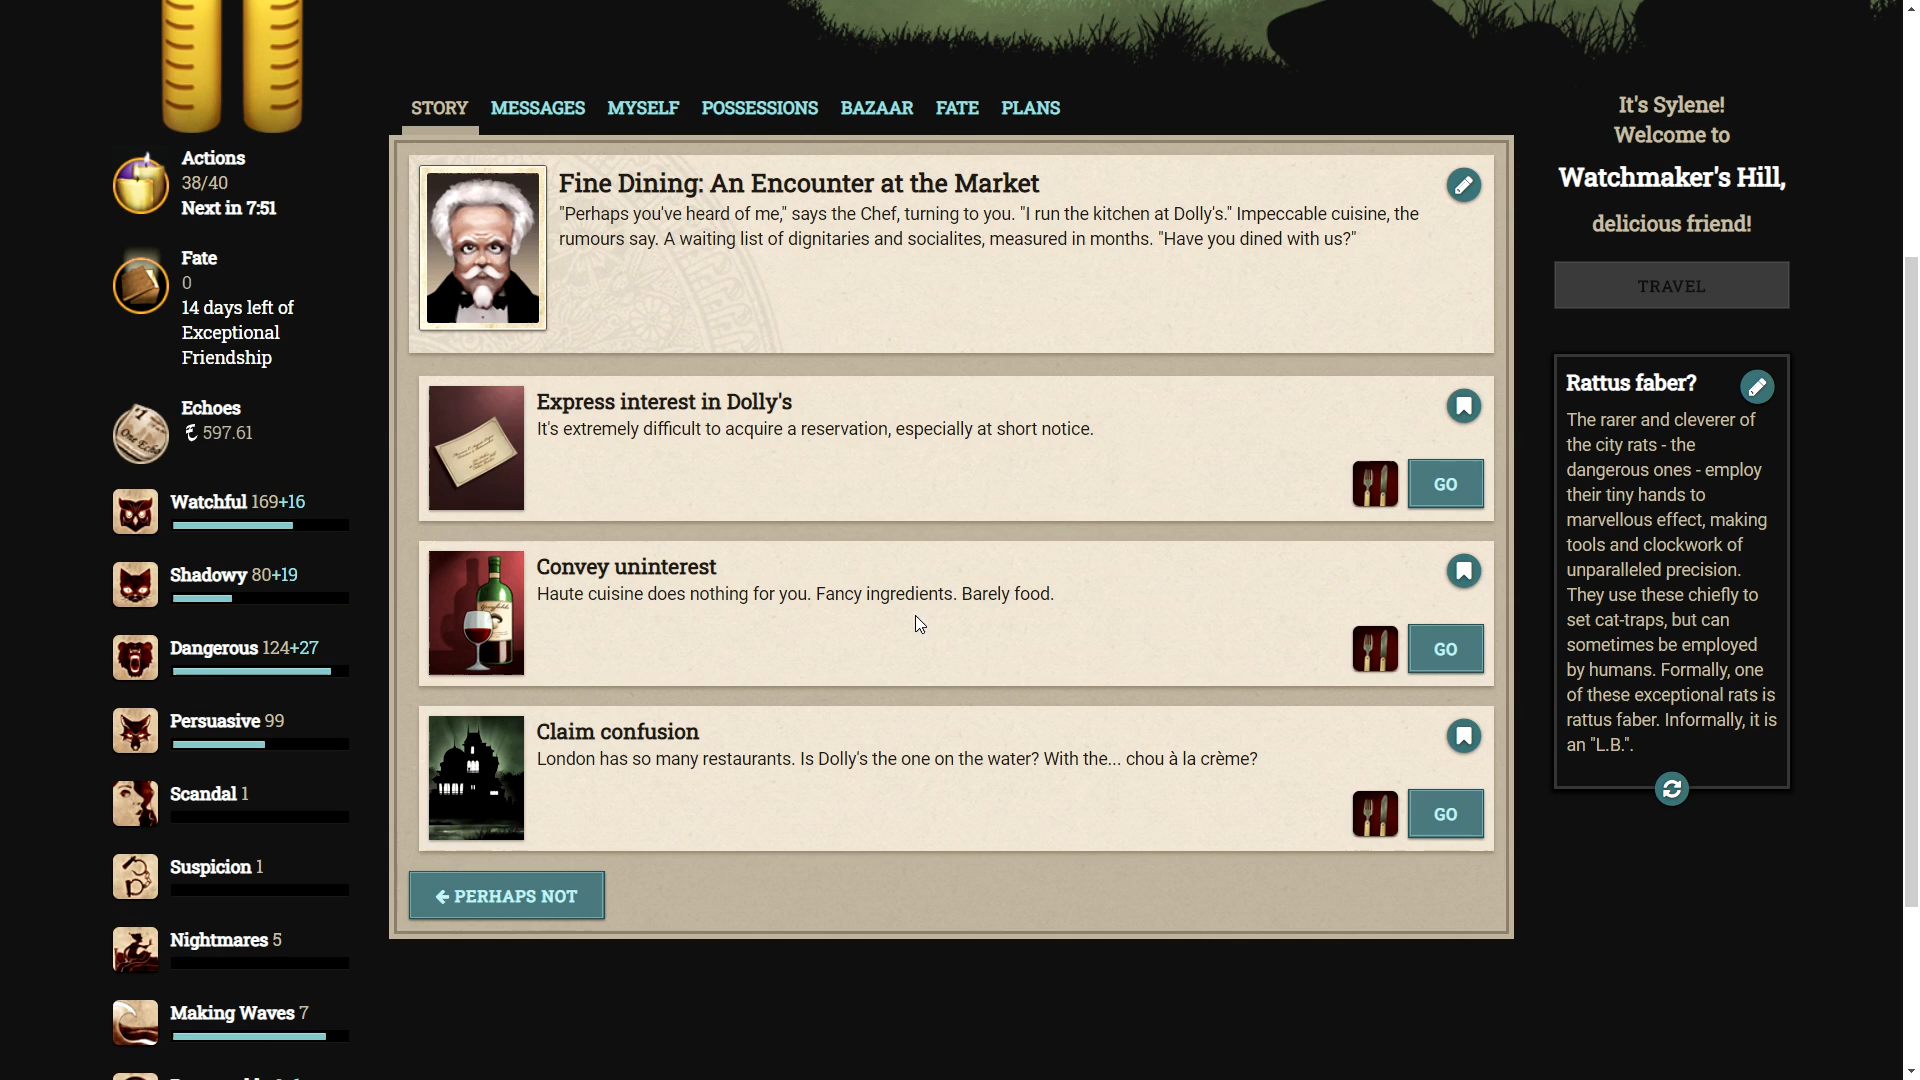 STORY MESSAGES MYSELF POSSESSIONS BAZAAR FATE PLANS
Actions
38/40
Next in 7:51
Fate
0
14 days left of
Exceptional
Friendship
Echoes
597.61
Watchful 169+16
Shadowy 80+19
Dangerous 124+27
Persuasive 99
Scandal 1
Suspicion 1
Nightmares 5
Making Waves 7
Fine Dining: An Encounter at the Market
"Perhaps you've heard of me," says the Chef, turning to you. "I run the kitchen at Dolly's." Impeccable cuisine, the
rumours say. A waiting list of dignitaries and socialites, measured in months. "Have you dined with us?"
Express interest in Dolly's
It's extremely difficult to acquire a reservation, especially at short notice.
GO
Convey uninterest
Haute cuisine does nothing for you. Fancy ingredients. Barely food.
GO
Claim confusion
London has so many restaurants. Is Dolly's the one on the water? With the... chou à la crème?
GO
PERHAPS NOT
It's Sylene!
Welcome to
Watchmaker's Hill,
delicious friend!
TRAVEL
Rattus faber?
The rarer and cleverer of
the city rats - the
dangerous ones - employ
their tiny hands to
marvellous effect, making
tools and clockwork of
unparalleled precision.
They use these chiefly to
set cat-traps, but can
sometimes be employed
by humans. Formally, one
of these exceptional rats is
rattus faber. Informally, it is
an "L.B.".